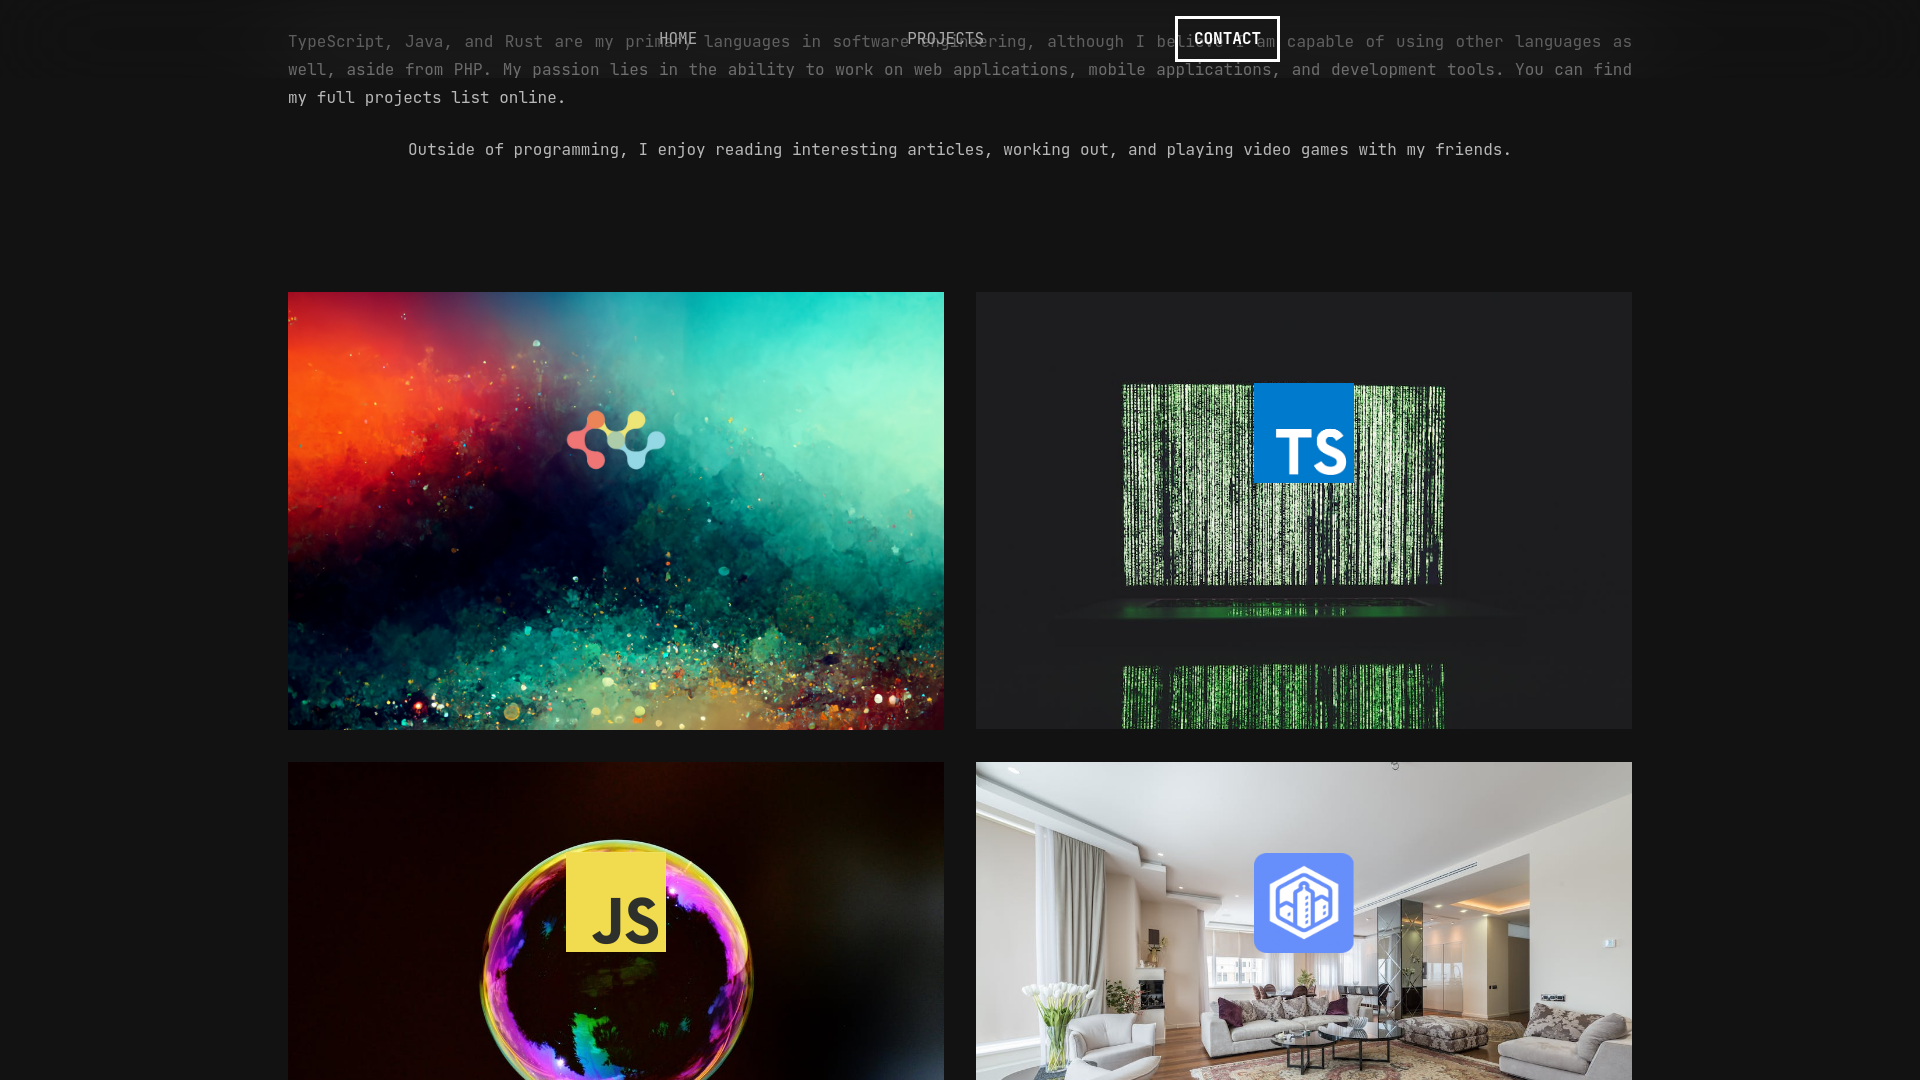 HOME
PROJECTS
CONTACT
TypeScript, Java, and Rust are my primary languages in software engineering, although I believe I am capable of using other languages as
well, aside from PHP. My passion lies in the ability to work on web applications, mobile applications, and development tools. You can find
my full projects list online.
Outside of programming, I enjoy reading interesting articles, working out, and playing video games with my friends.
TS
JS